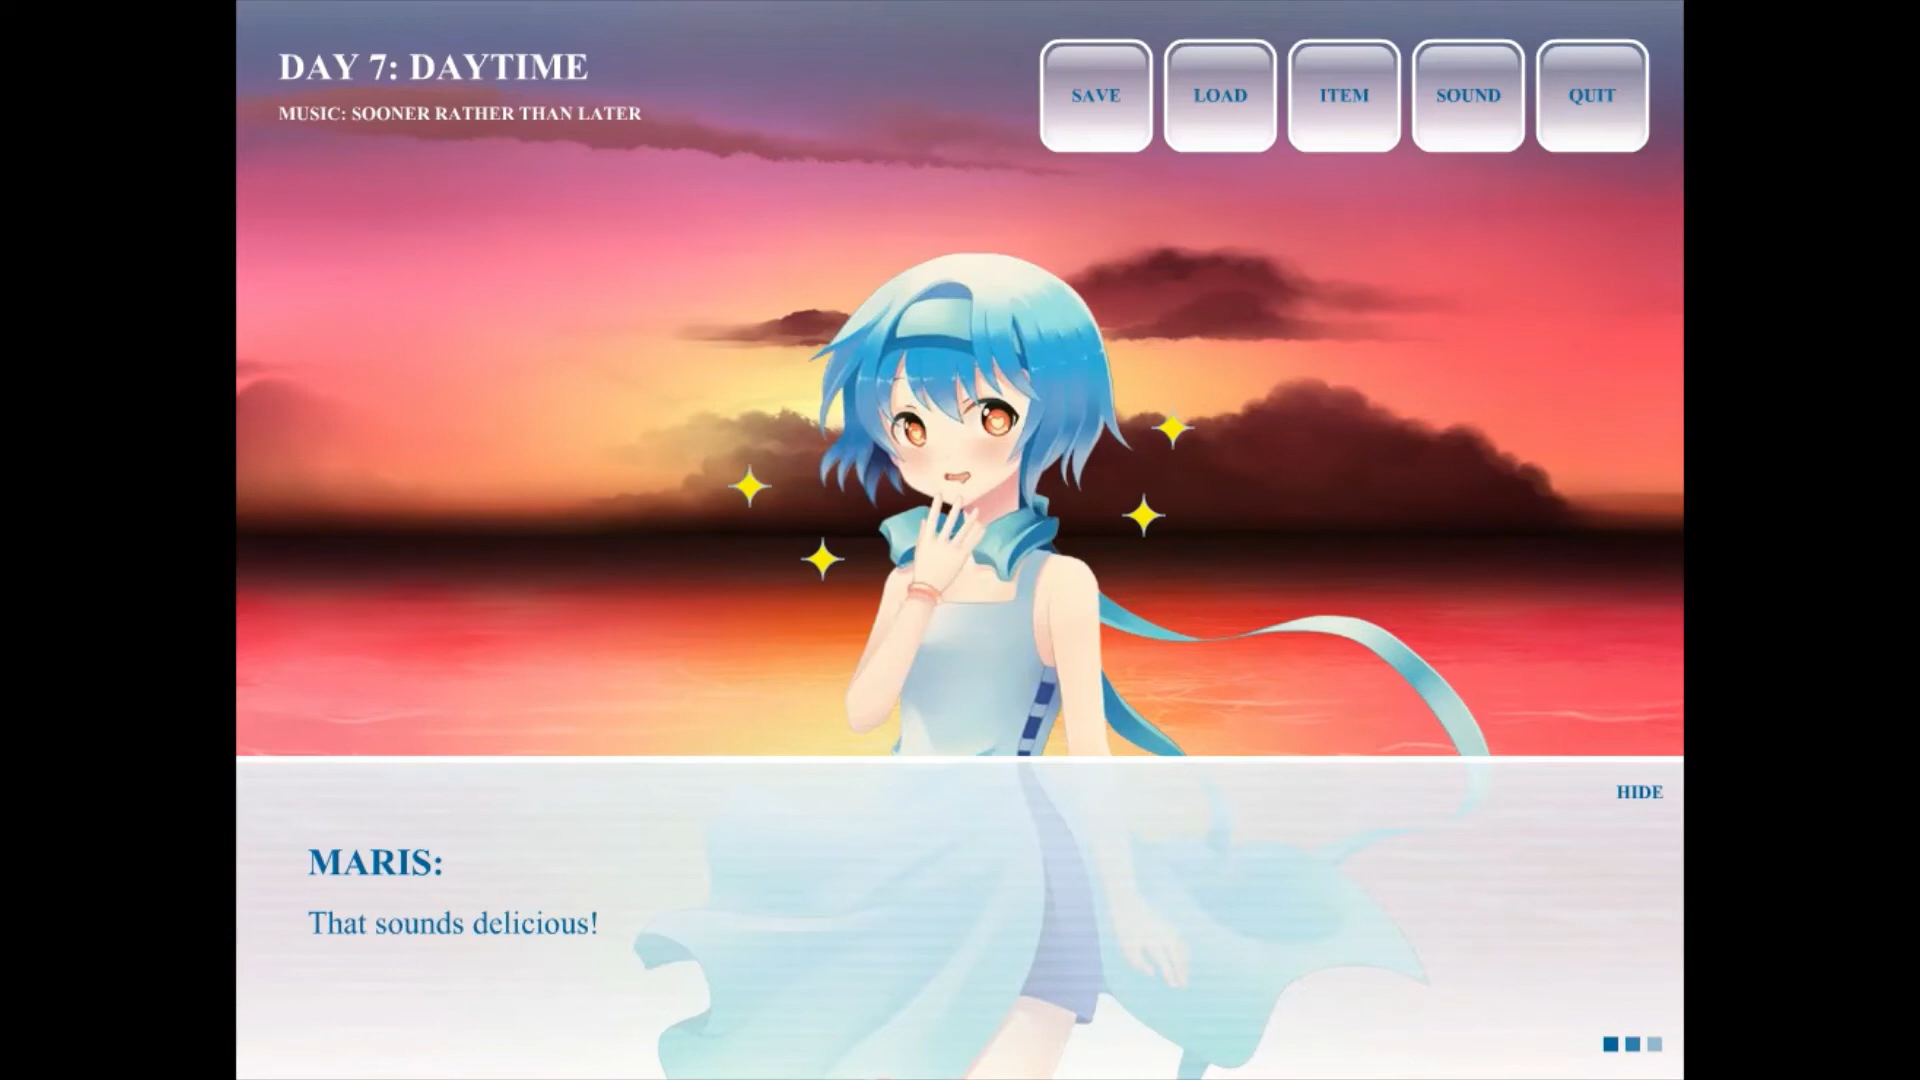 DAY 7: DAYTIME
MUSIC: SOONER RATHER THAN LATER
SAVE
LOAD
ITEM
SOUND
QUIT
HIDE
MARIS:
That sounds delicious!